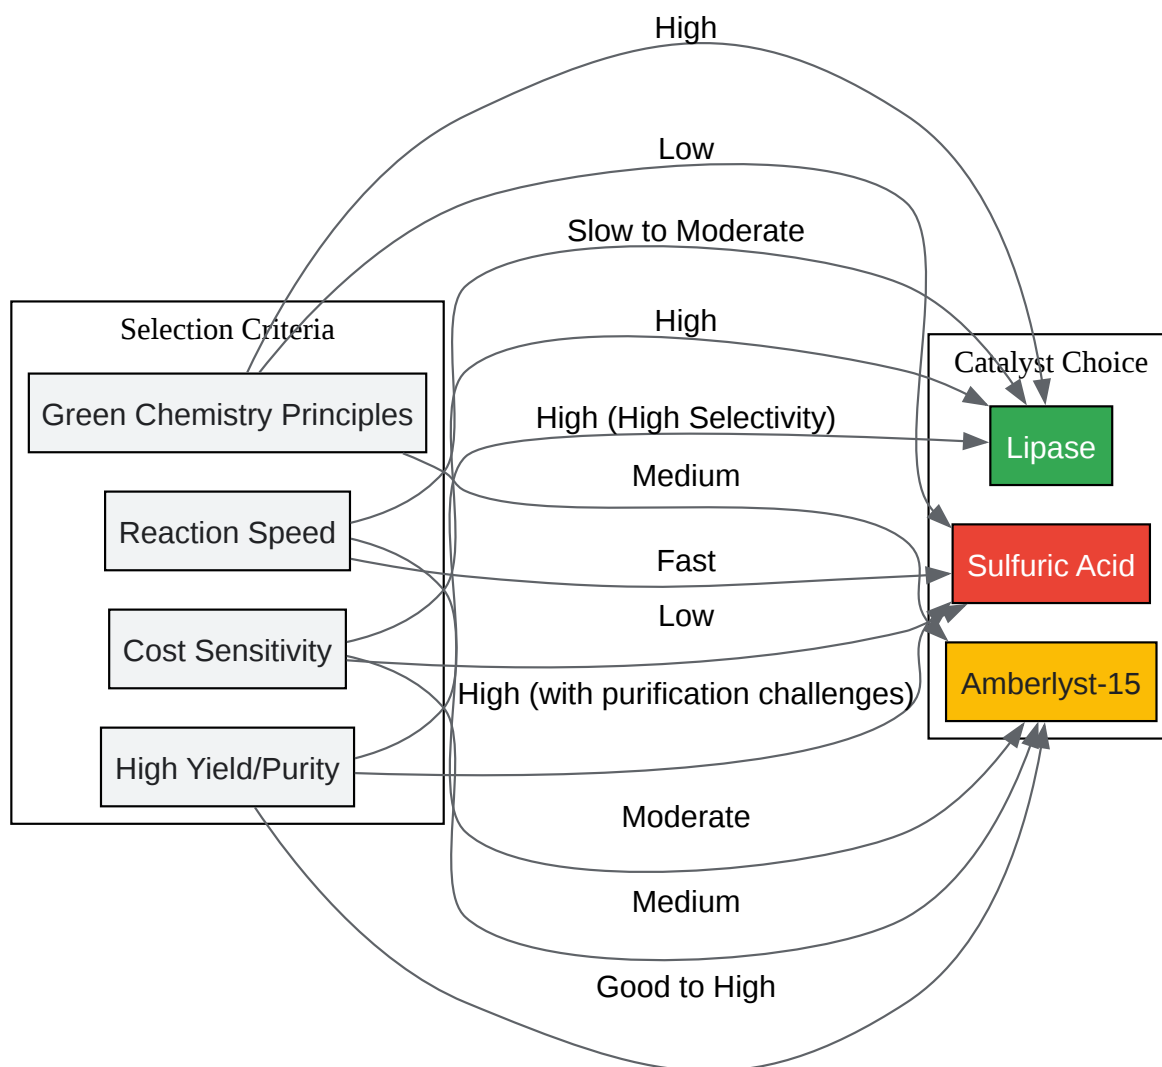 High
Low
Slow to Moderate
Selection Criteria
High
Catalyst Choice
Green Chemistry Principles
High (High Selectivity)
Lipase
Medium
Reaction Speed
Fast
Sulfuric Acid
Low
Cost Sensitivity
High (with purification challenges)
Amberlyst-15
High Yield/Purity
Moderate
Medium
Good to High